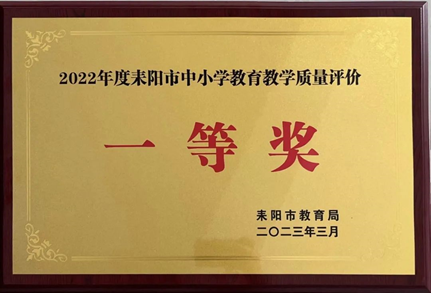 2022年度耒阳市中小学教育教学质量评价
一等奖
耒阳市教育局
二〇二三年三月